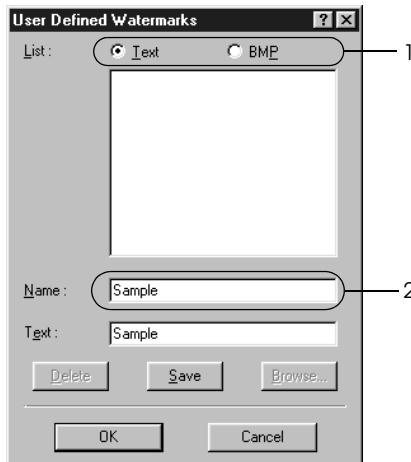 User Defined Watermarks
List : Text BMP 1
Name : Sample 2
Text : Sample
Delete Save Browse...
OK Cancel